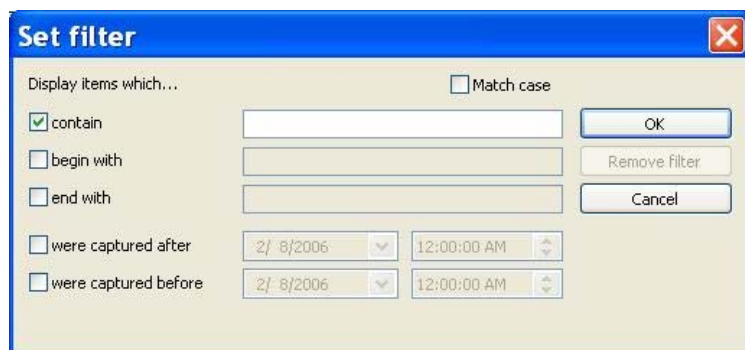 Set filter
Display items which... Match case
contain OK
begin with Remove filter
end with Cancel
were captured after 2/ 8/2006 12:00:00 AM
were captured before 2/ 8/2006 12:00:00 AM